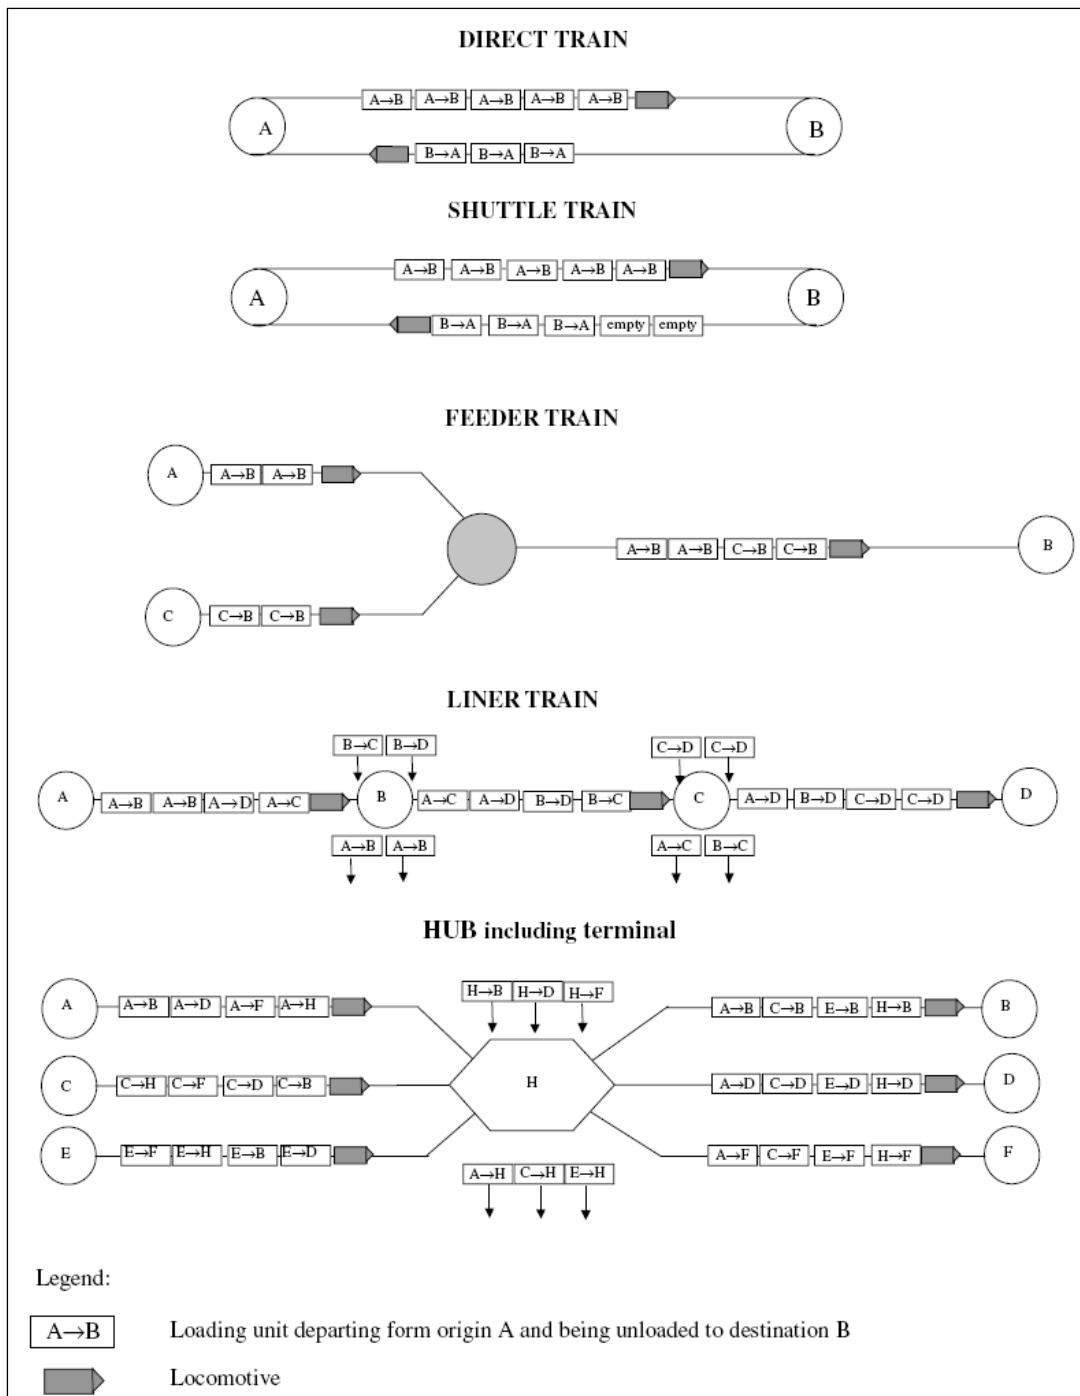 DIRECT TRAIN
A→B A→B A→B A→B A→B
A B
B→A B→A B→A
SHUTTLE TRAIN
A→B A→B A→B A→B A→B
A B
B→A B→A B→A empty empty
FEEDER TRAIN
A A→B A→B
A→B A→B C→B C→B B
C C→B C→B
LINER TRAIN
B→C B→D C→D C→D
A A→B A→B A→D A→C B A→C A→D B→D B→C C A→D B→D C→D C→D D
A→B A→B A→C B→C
HUB including terminal
H→B H→D H→F
A A→B A→D A→F A→H A→B C→B E→B H→B B
C C→H C→F C→D C→B H A→D C→D E→D H→D D
E E→F E→H E→B E→D A→F C→F E→F H→F F
A→H C→H E→H
Legend:
A→B Loading unit departing form origin A and being unloaded to destination B
Locomotive